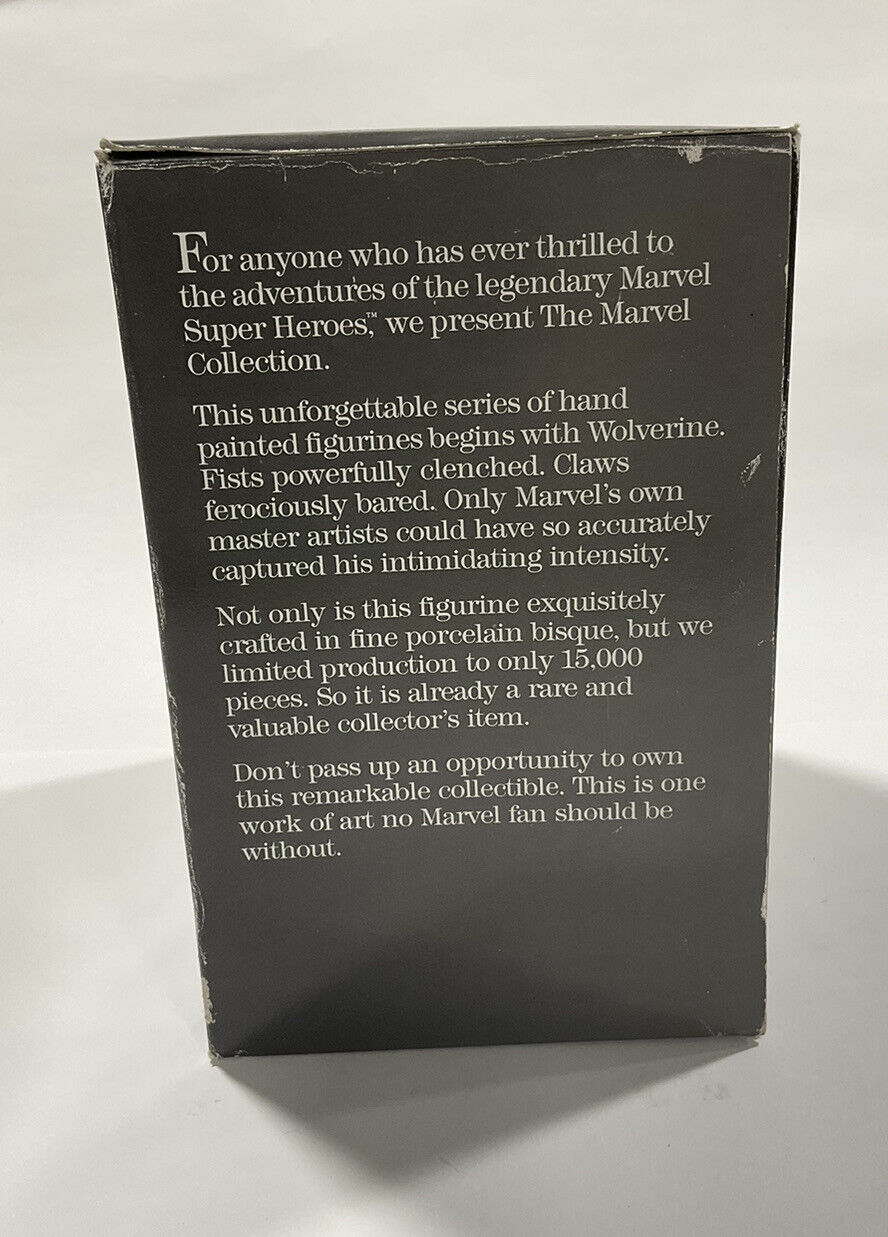 For anyone who has ever thrilled to
the adventures of the legendary Marvel
Super Heroes,™ we present The Marvel
Collection.
This unforgettable series of hand
painted figurines begins with Wolverine.
Fists powerfully clenched. Claws
ferociously bared. Only Marvel's own
master artists could have so accurately
captured his intimidating intensity.
Not only is this figurine exquisitely
crafted in fine porcelain bisque, but we
limited production to only 15,000
pieces. So it is already a rare and
valuable collector's item.
Don't pass up an opportunity to own
this remarkable collectible. This is one
work of art no Marvel fan should be
without.